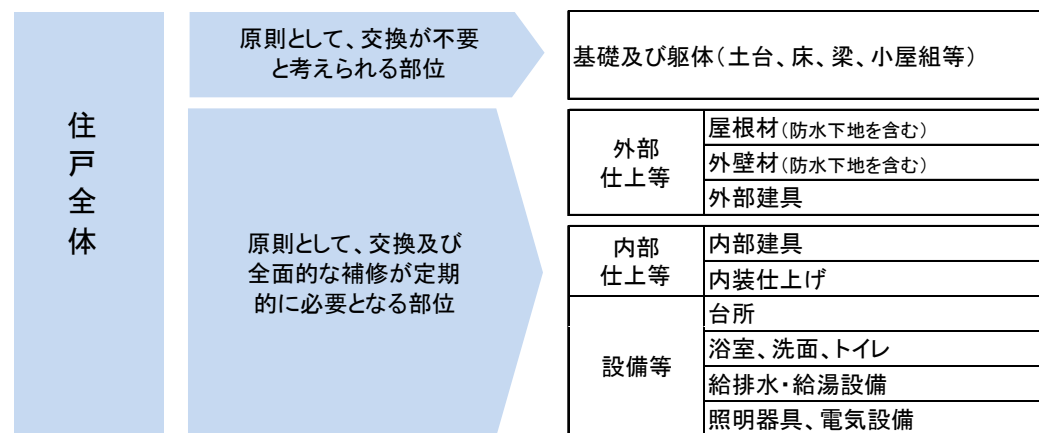 住戸全体
原則として、交換が不要
と考えられる部位
基礎及び躯体(土台、床、梁、小屋組等)
原則として、交換及び
全面的な補修が定期
的に必要となる部位
外部
仕上等
屋根材(防水下地を含む)
外壁材(防水下地を含む)
外部建具
内部
仕上等
内部建具
内装仕上げ
設備等
台所
浴室、洗面、トイレ
給排水・給湯設備
照明器具、電気設備